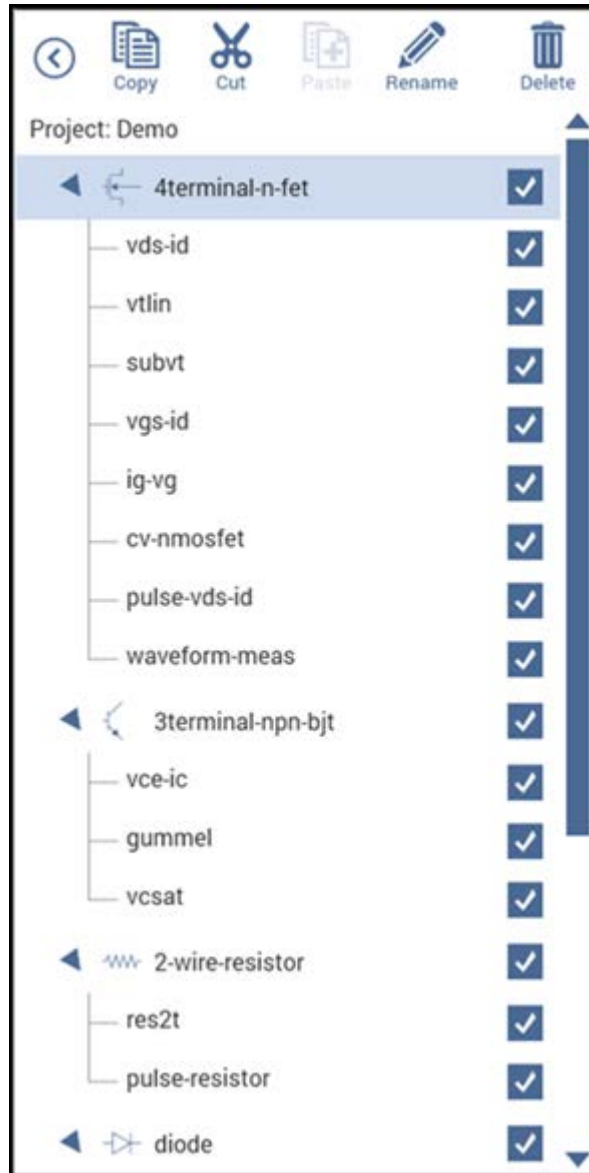 Copy Cut Paste Rename Delete
Project: Demo
4terminal-n-fet
vds-id
vtlin
subvt
vgs-id
ig-vg
cv-nmosfet
pulse-vds-id
waveform-meas
3terminal-npn-bjt
vce-ic
gummel
vcsat
2-wire-resistor
res2t
pulse-resistor
diode